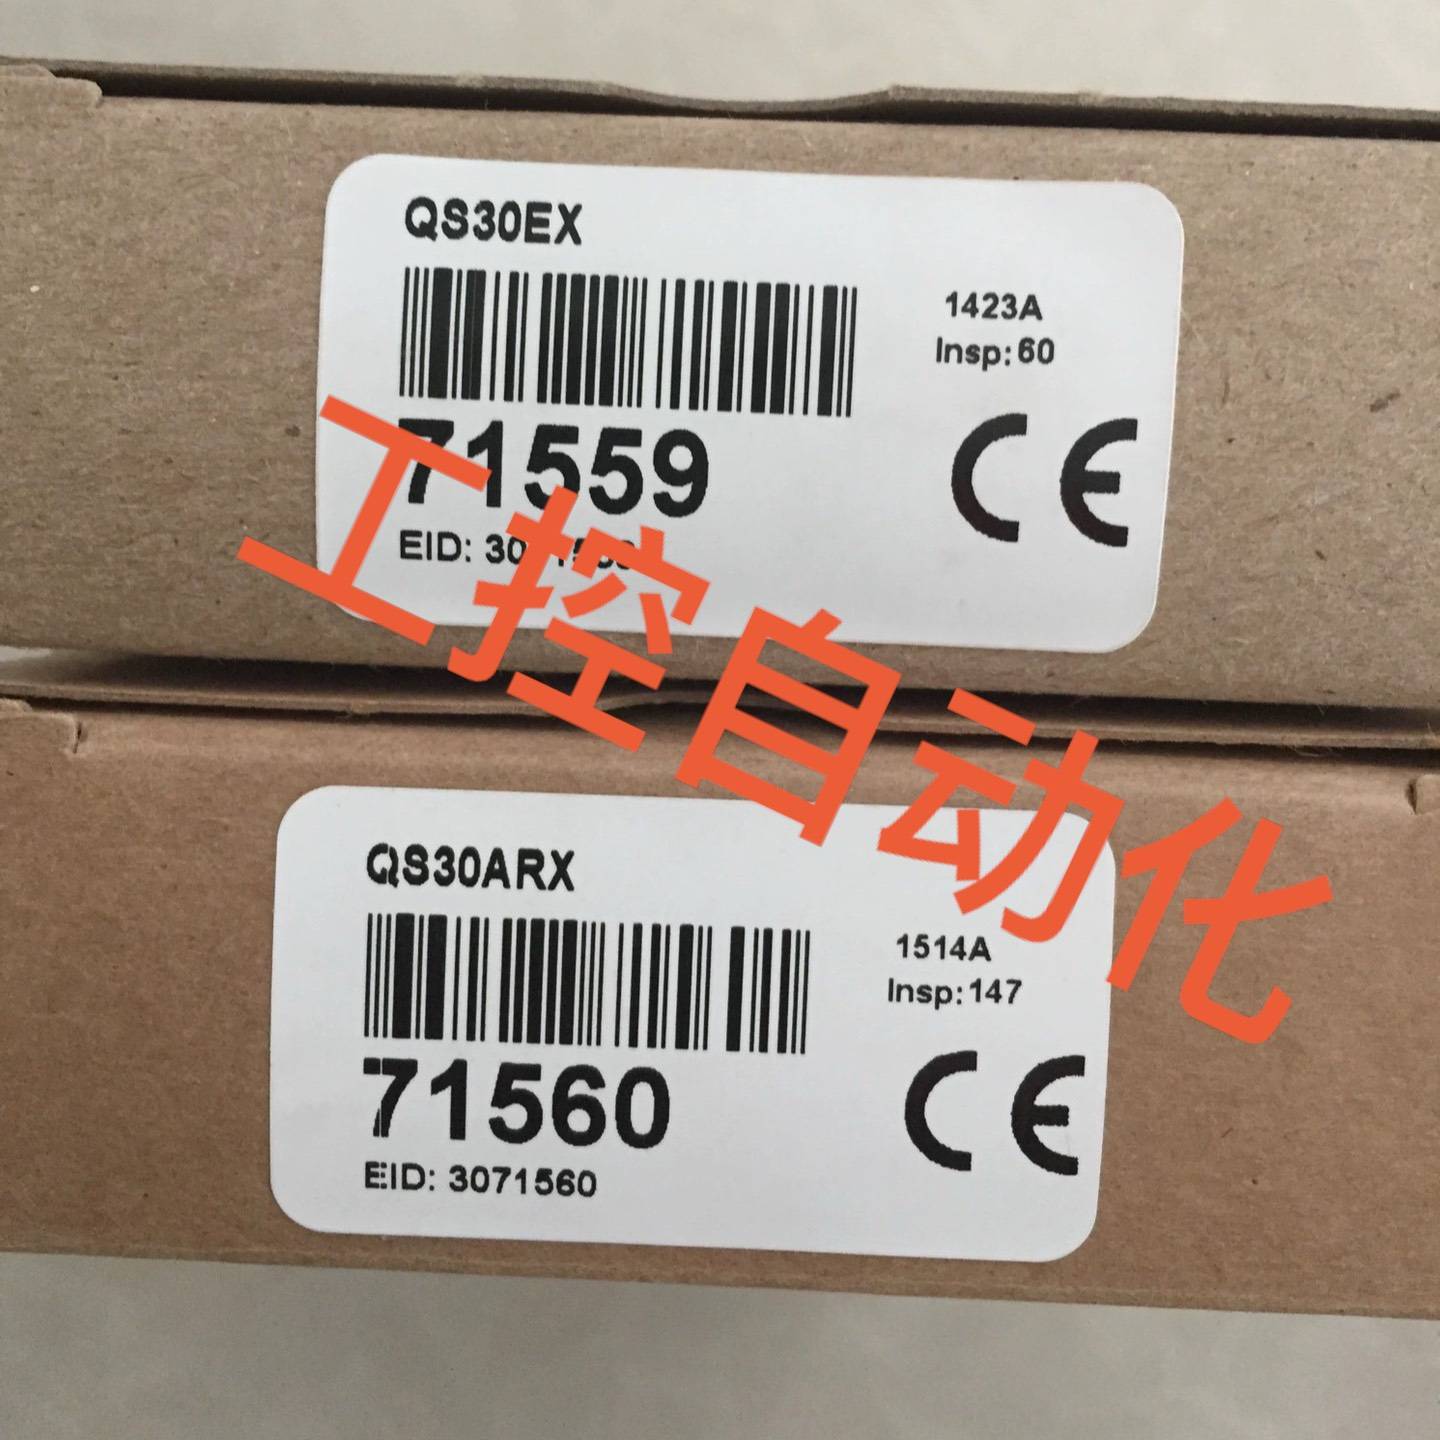 QS30EX
1423A
Insp:60
71559
CE
EID:
工控自动化
QS30ARX
1514A
Insp:147
71560
CE
EID: 3071560